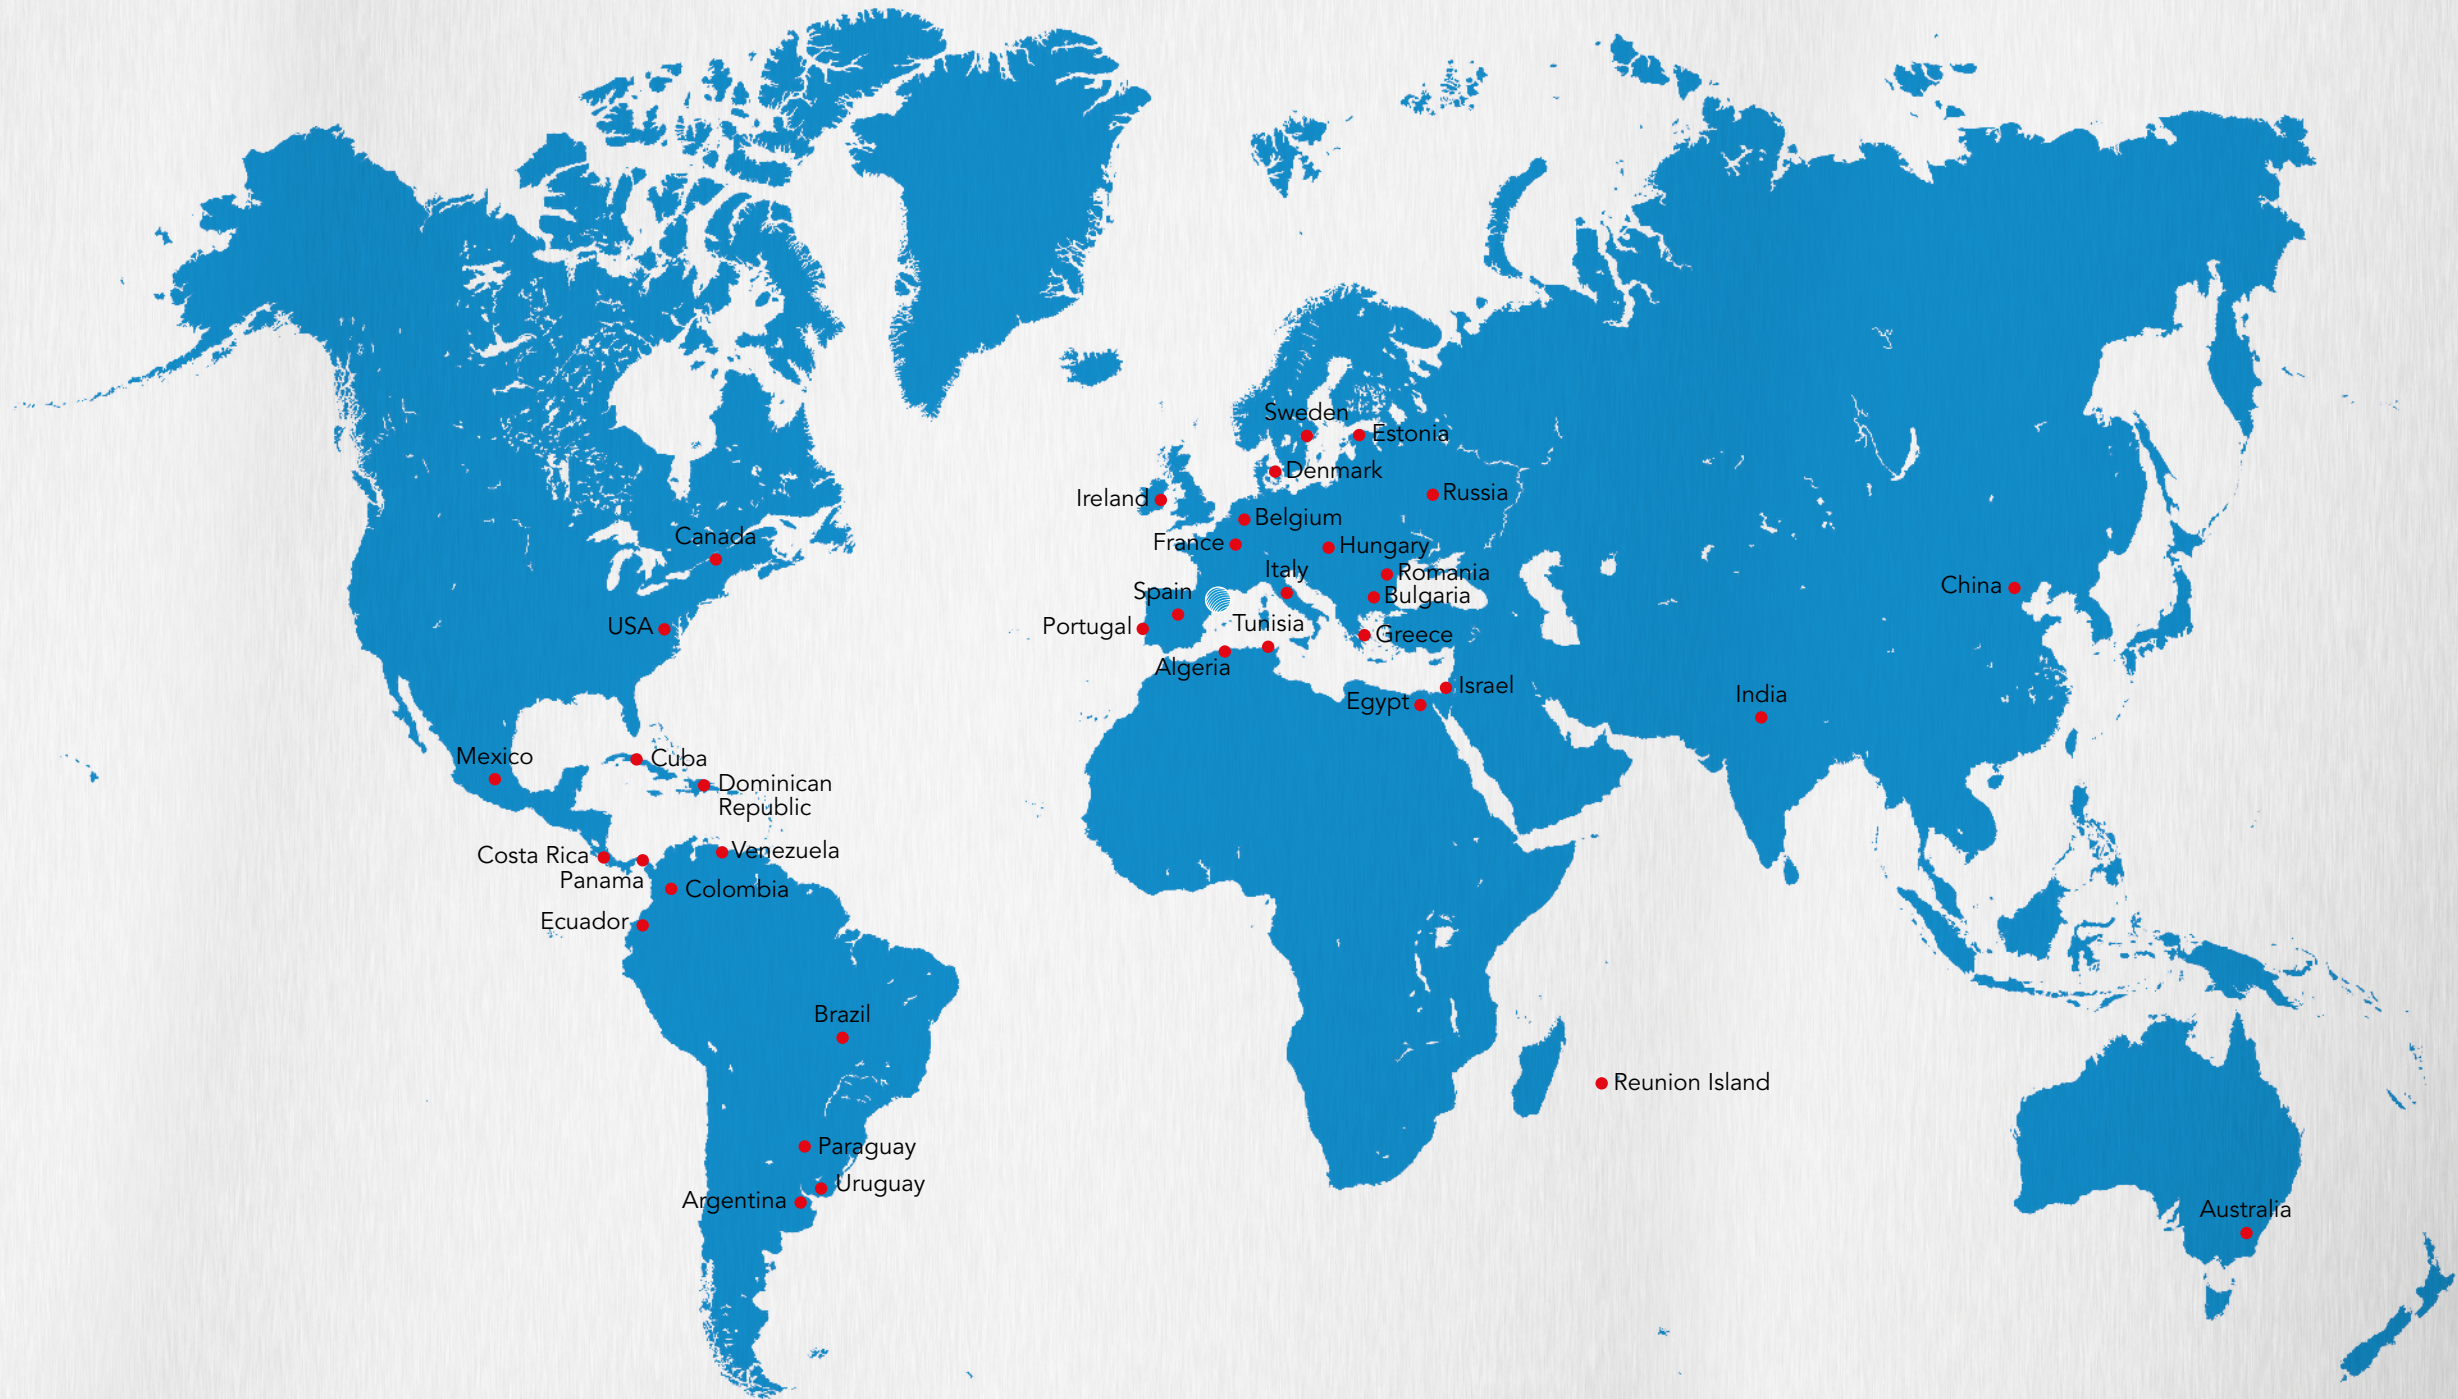 Sweden
Estonia
Denmark
Ireland
Russia
Belgium
Canada
France
Hungary
Italy
Romania
China
Spain
Bulgaria
USA
Portugal
Tunisia
Greece
Algeria
Israel
India
Egypt
Mexico
Cuba
Dominican
Republic
Costa Rica
Venezuela
Panama
Colombia
Ecuador
Brazil
Reunion Island
Paraguay
Uruguay
Argentina
Australia